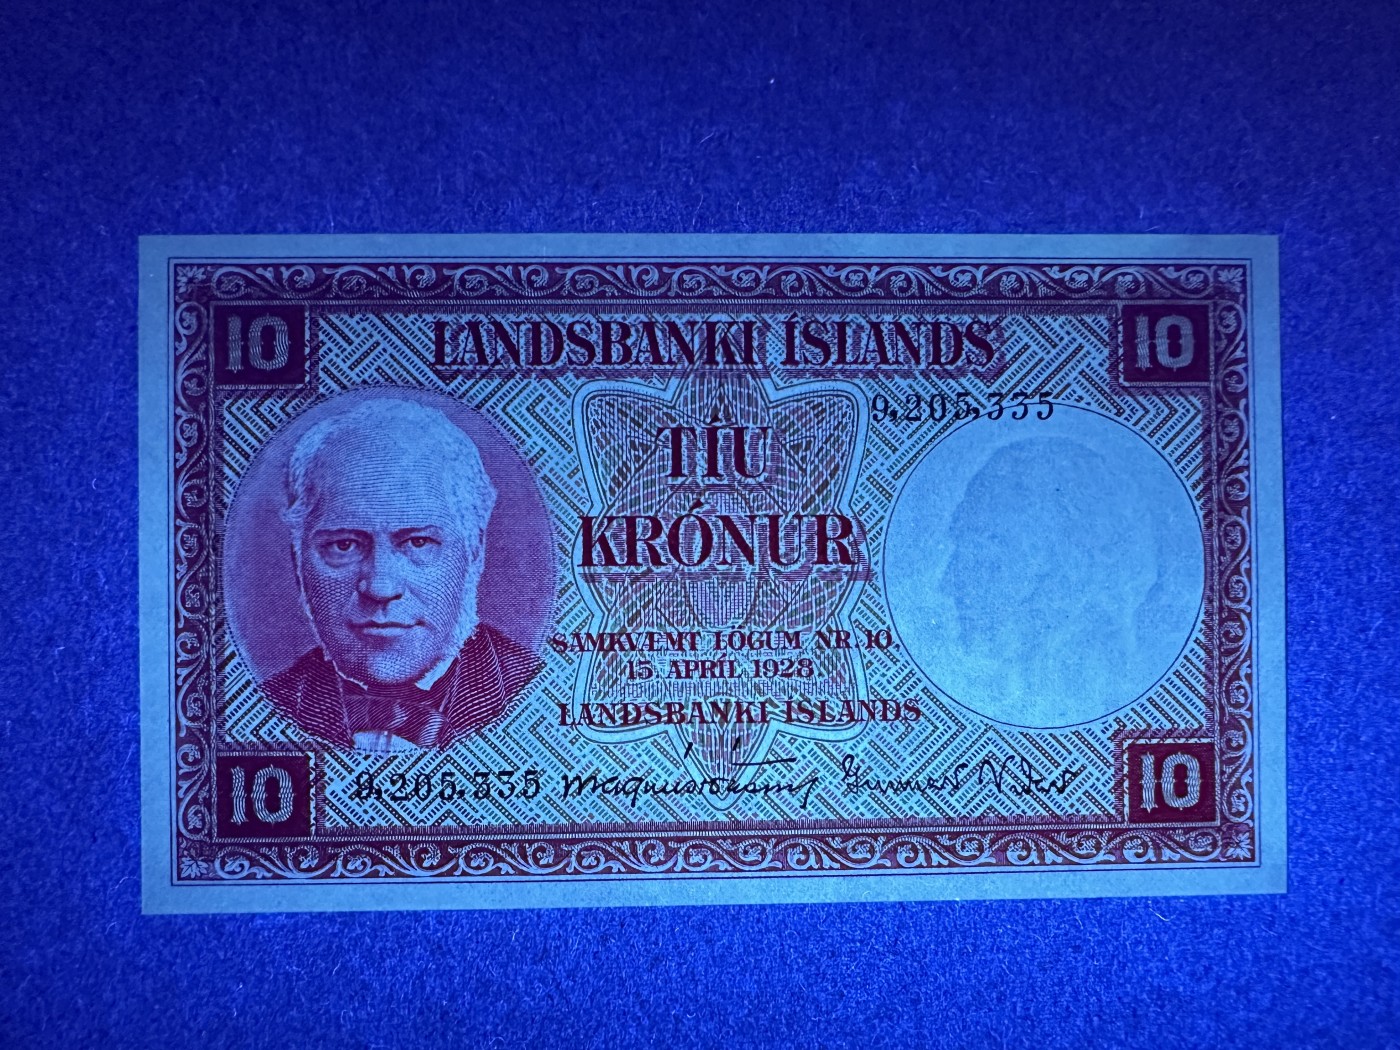 10 LANDSBANKI ÍSLANDS 10
9,205,335
TÍU
KRÓNUR
SAMKVÆMT LÖGUM NR. 10,
15. APRÍL 1928
LANDSBANKI ÍSLANDS
10 9,205,335 10